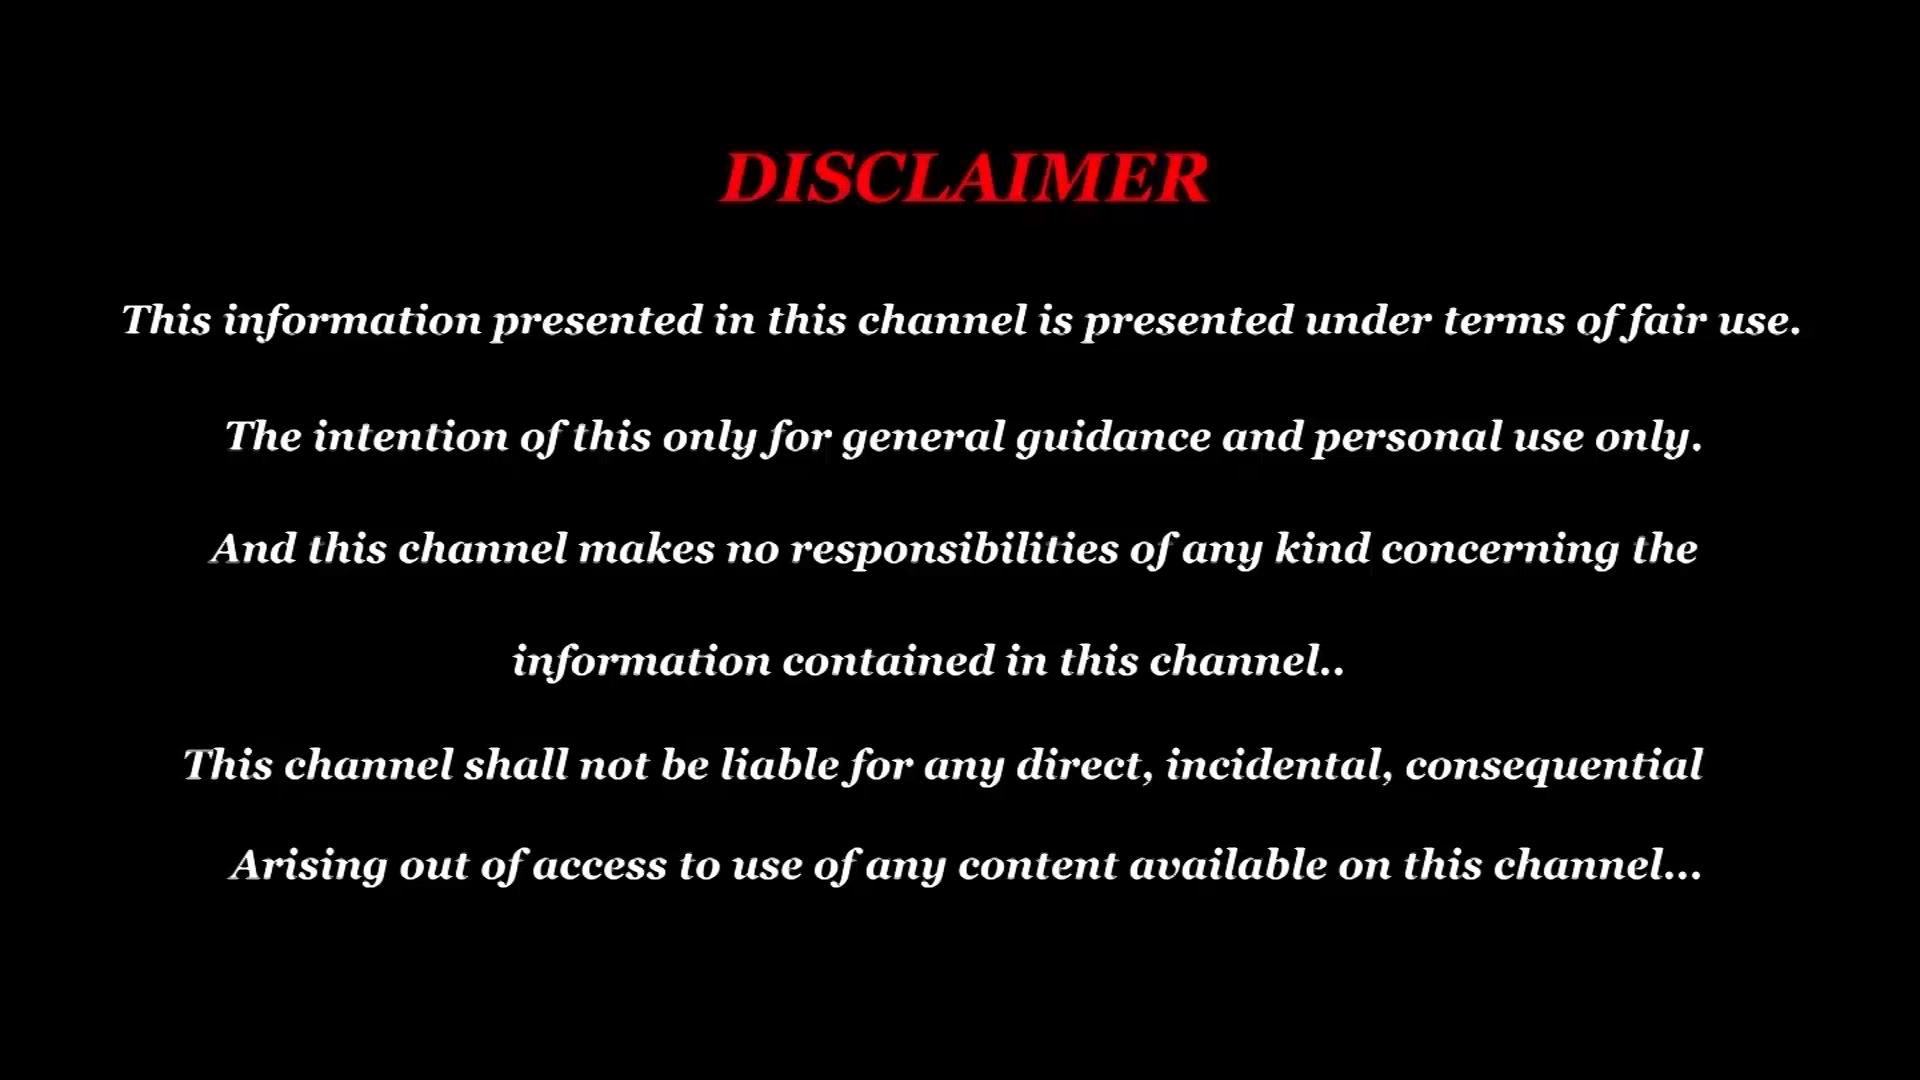 DISCLAIMER
This information presented in this channel is presented under terms of fair use.
The intention of this only for general guidance and personal use only.
And this channel makes no responsibilities of any kind concerning the
information contained in this channel..
This channel shall not be liable for any direct, incidental, consequential
Arising out of access to use of any content available on this channel...